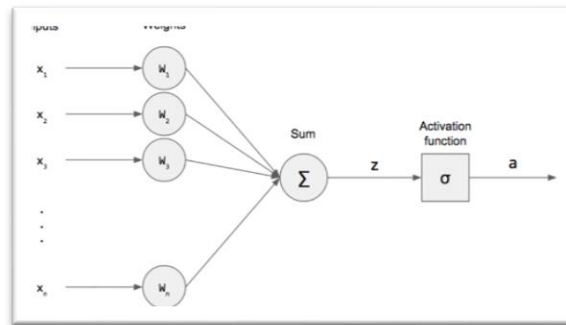 x₁
W₁
x₂
W₂
x₃
W₃
Sum
Σ
z
Activation
function
σ
a
.
.
.
.
.
.
xₙ
Wₙ